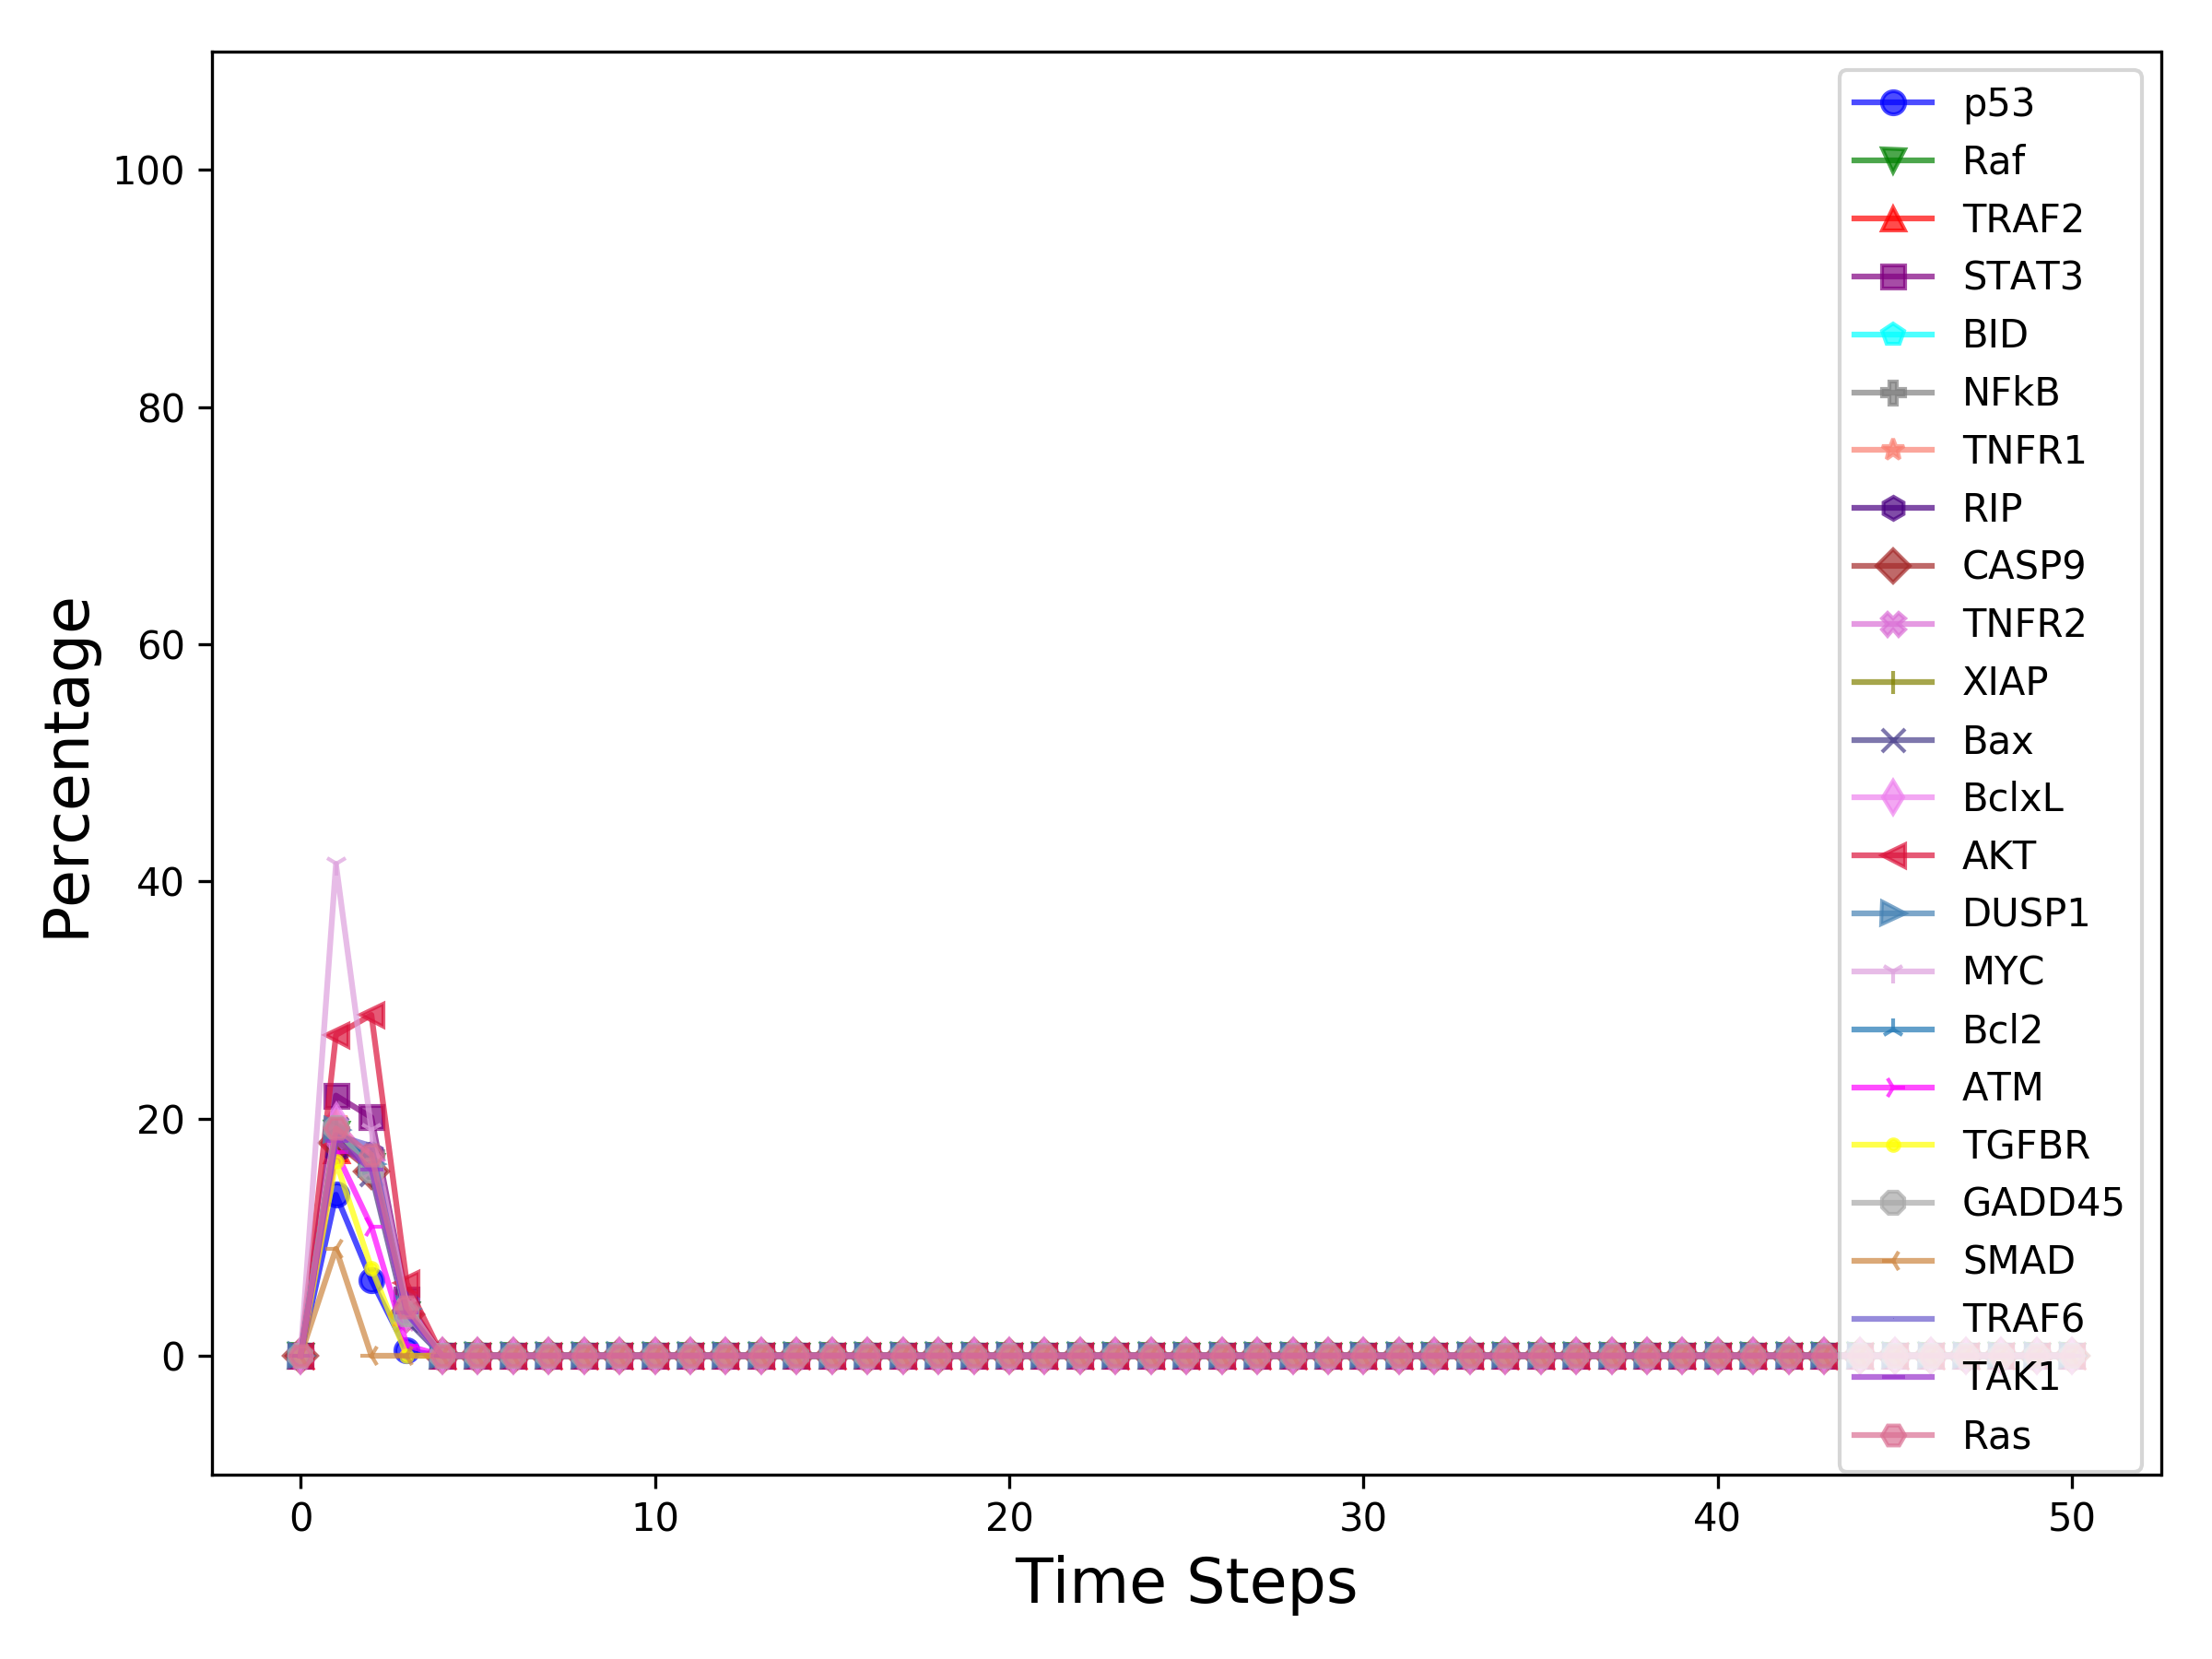 Percentage
100
80
60
40
20
0
0
10
20
30
40
50
Time Steps
p53
Raf
TRAF2
STAT3
BID
NFkB
TNFR1
RIP
CASP9
TNFR2
XIAP
Bax
BclxL
AKT
DUSP1
MYC
Bcl2
ATM
TGFBR
GADD45
SMAD
TRAF6
TAK1
Ras